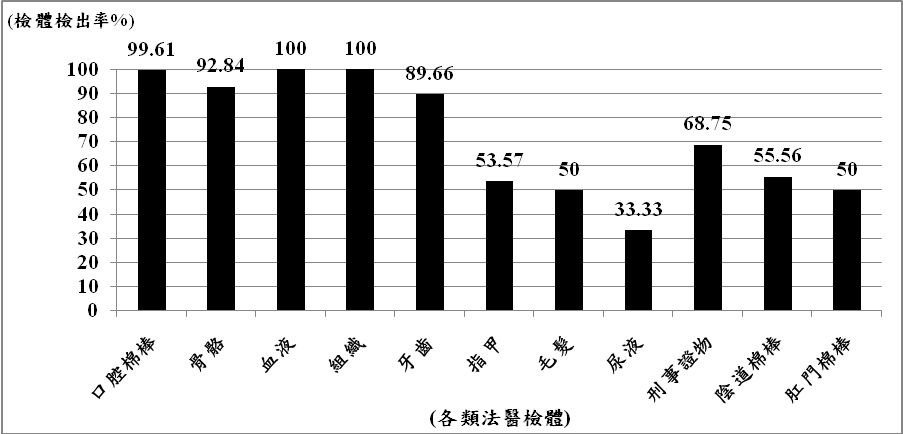 (檢體檢出率%)
99.61
92.84
100
100
89.66
53.57
50
33.33
68.75
55.56
50
100
90
80
70
60
50
40
30
20
10
0
口腔棉棒
骨骼
血液
組織
牙齒
指甲
毛髮
尿液
刑事證物
陰道棉棒
肛門棉棒
(各類法醫檢體)